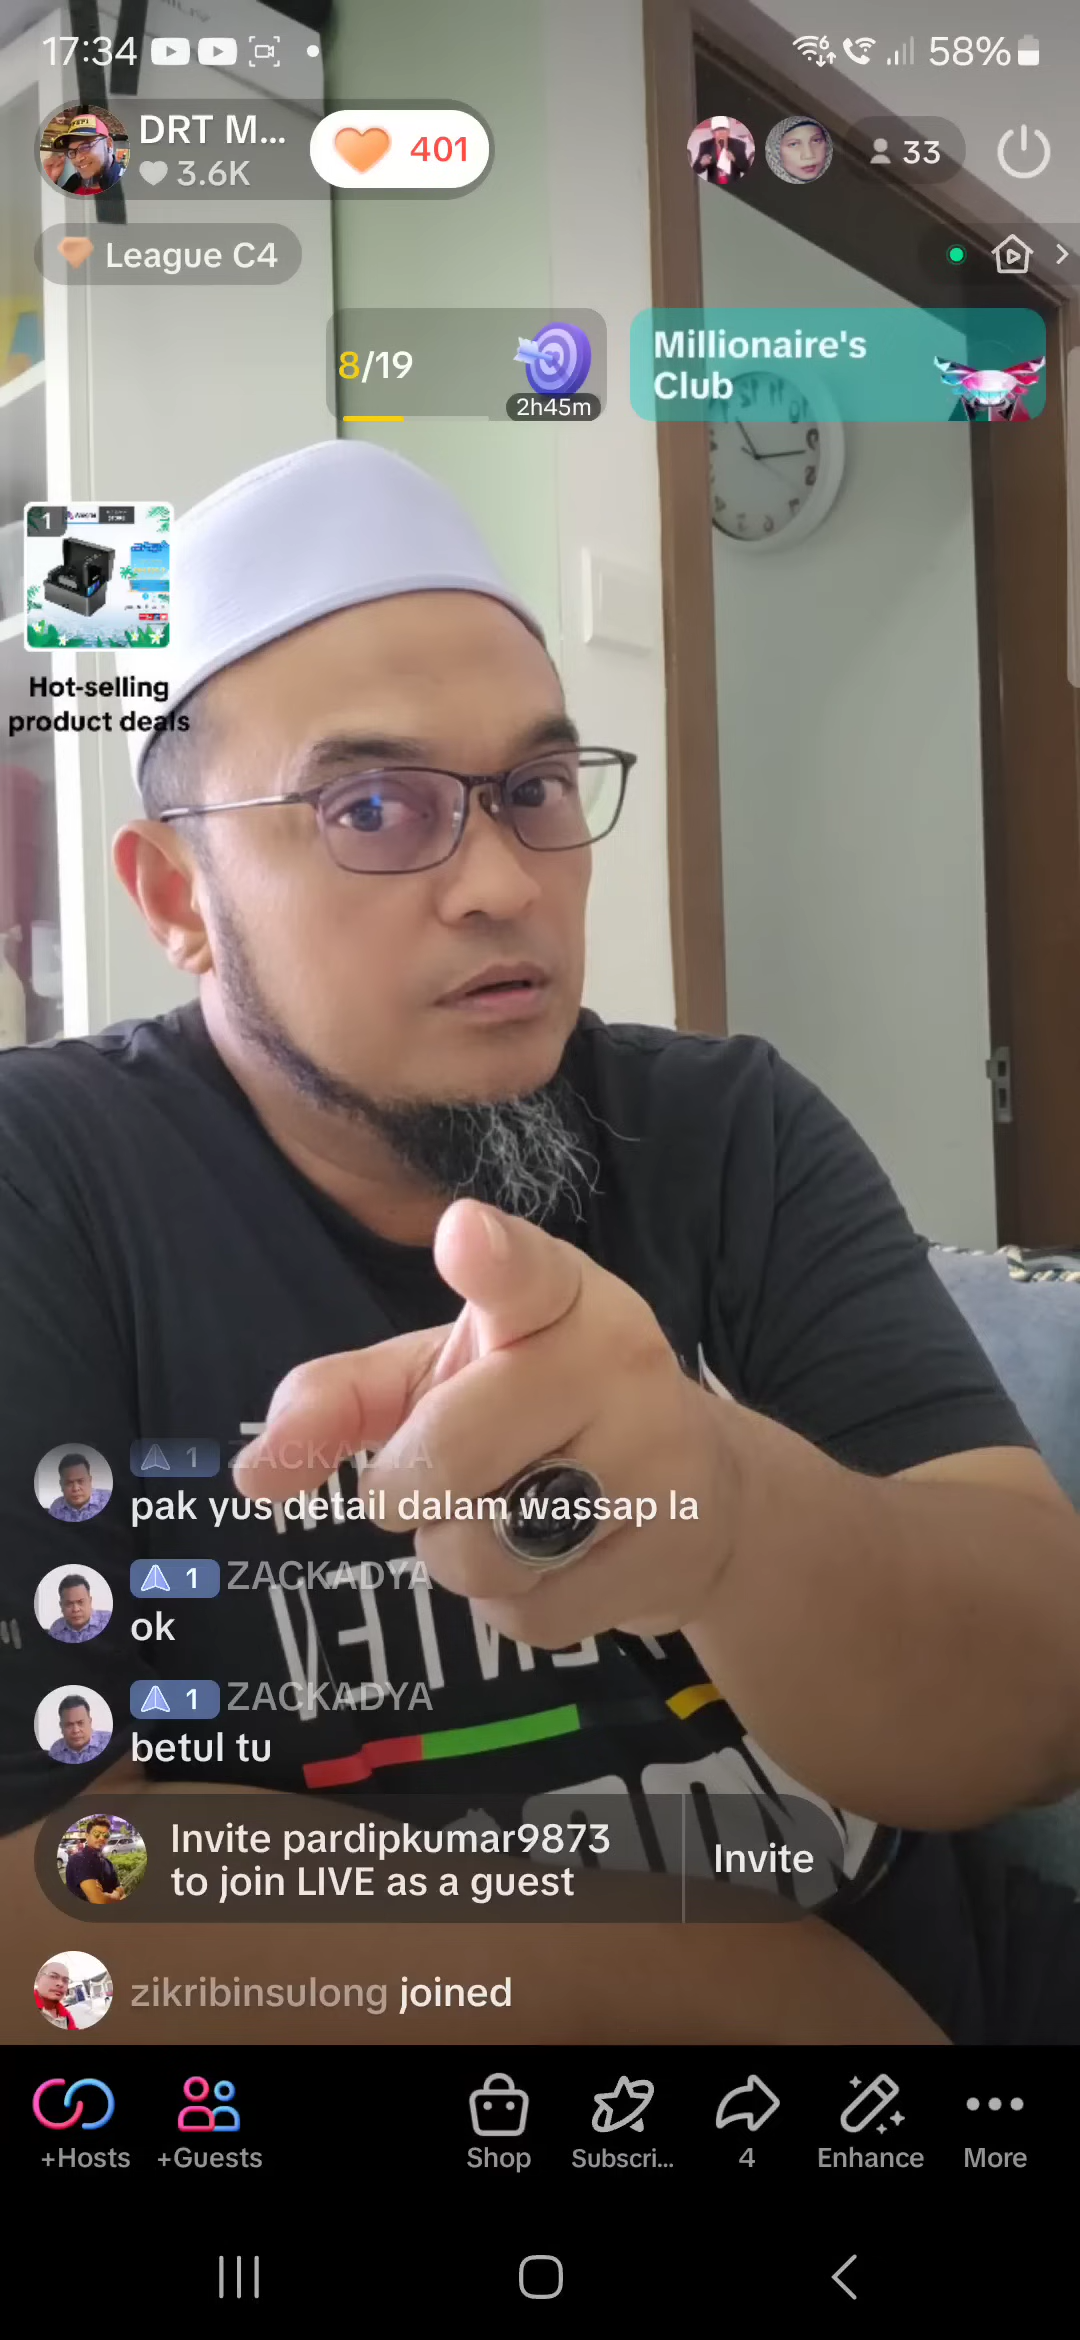 17:34
58%
DRT M...
3.6K
401
33
League C4
8/19
2h45m
Millionaire's
Club
1
Hot-selling
product deals
1 ZACKADYA
pak yus detail dalam wassap la
1 ZACKADYA
ok
1 ZACKADYA
betul tu
Invite pardipkumar9873
to join LIVE as a guest
Invite
zikribinsulong joined
+Hosts
+Guests
Shop
Subscri...
4
Enhance
More